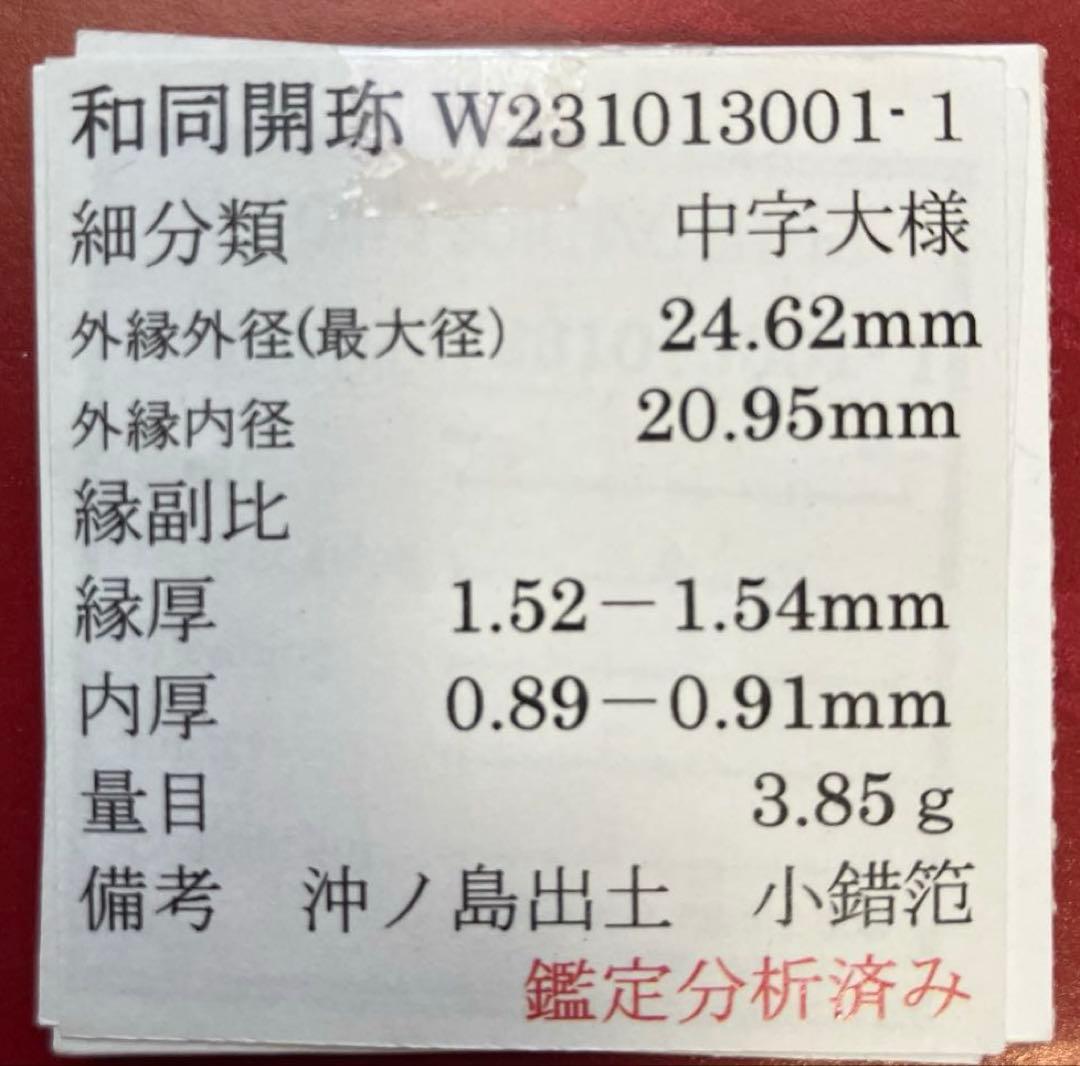 和同開珎 W231013001-1
細分類 中字大様
外縁外径(最大径) 24.62mm
外縁内径 20.95mm
縁副比
縁厚 1.52－1.54mm
内厚 0.89－0.91mm
量目 3.85g
備考 沖ノ島出土 小錯笵
鑑定分析済み